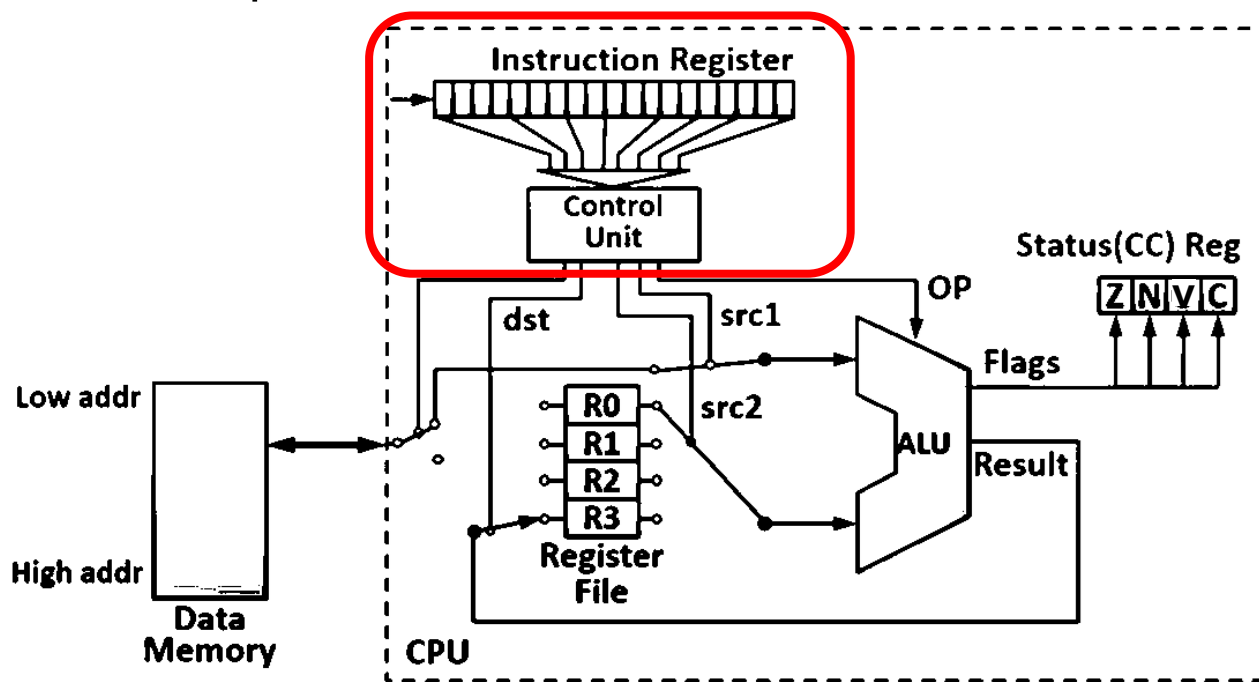 Instruction Register
Control
Unit
Status(CC) Reg
Z N V C
OP
dst
src1
Flags
Low addr
R0
src2
R1
ALU
Result
R2
R3
Register
File
High addr
Data
Memory
CPU